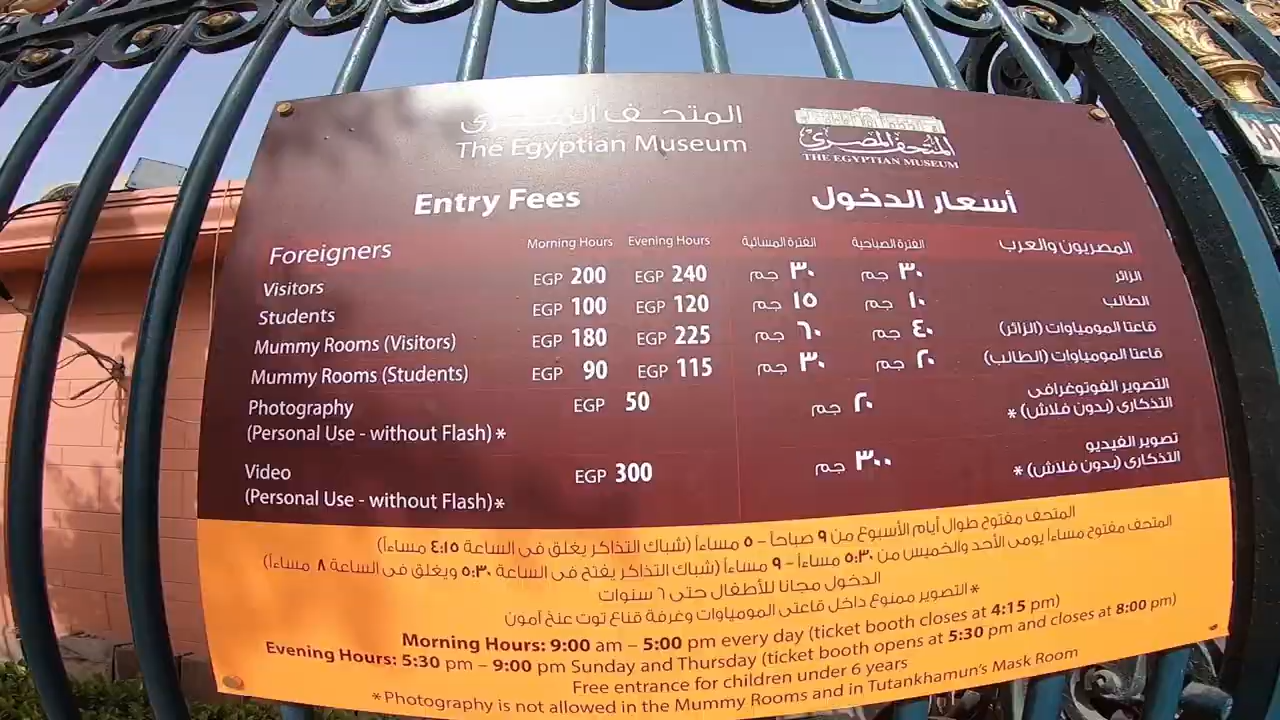 المتحف المصرى
The Egyptian Museum
المتحف المصرى
THE EGYPTIAN MUSEUM
Entry Fees
أسعار الدخول
Foreigners Morning Hours Evening Hours
Visitors EGP 200 EGP 240
Students EGP 100 EGP 120
Mummy Rooms (Visitors) EGP 180 EGP 225
Mummy Rooms (Students) EGP 90 EGP 115
Photography EGP 50
(Personal Use - without Flash) *
Video EGP 300
(Personal Use - without Flash) *
المصريون والعرب الفترة الصباحية الفترة المسائية
الزائر ٣٠ جم ٣٠ جم
الطالب ١٠ جم ١٥ جم
قاعتا المومياوات (الزائر) ٤٠ جم ٦٠ جم
قاعتا المومياوات (الطالب) ٢٠ جم ٣٠ جم
التصوير الفوتوغرافى
التذكارى (بدون فلاش) * ٢٠ جم
تصوير الفيديو
التذكارى (بدون فلاش) * ٣٠٠ جم
المتحف مفتوح طوال أيام الأسبوع من ٩ صباحاً – ٥ مساءاً (شباك التذاكر يغلق فى الساعة ٤:١٥ مساءاً)
المتحف مفتوح مساءاً يومى الأحد والخميس من ٥:٣٠ مساءاً – ٩ مساءاً (شباك التذاكر يفتح فى الساعة ٥:٣٠ ويغلق فى الساعة ٨ مساءاً)
الدخول مجانا للأطفال حتى ٦ سنوات
* التصوير ممنوع داخل قاعتى المومياوات وغرفة قناع توت عنخ آمون
Morning Hours: 9:00 am – 5:00 pm every day (ticket booth closes at 4:15 pm)
Evening Hours: 5:30 pm – 9:00 pm Sunday and Thursday (ticket booth opens at 5:30 pm and closes at 8:00 pm)
Free entrance for children under 6 years
* Photography is not allowed in the Mummy Rooms and in Tutankhamun's Mask Room